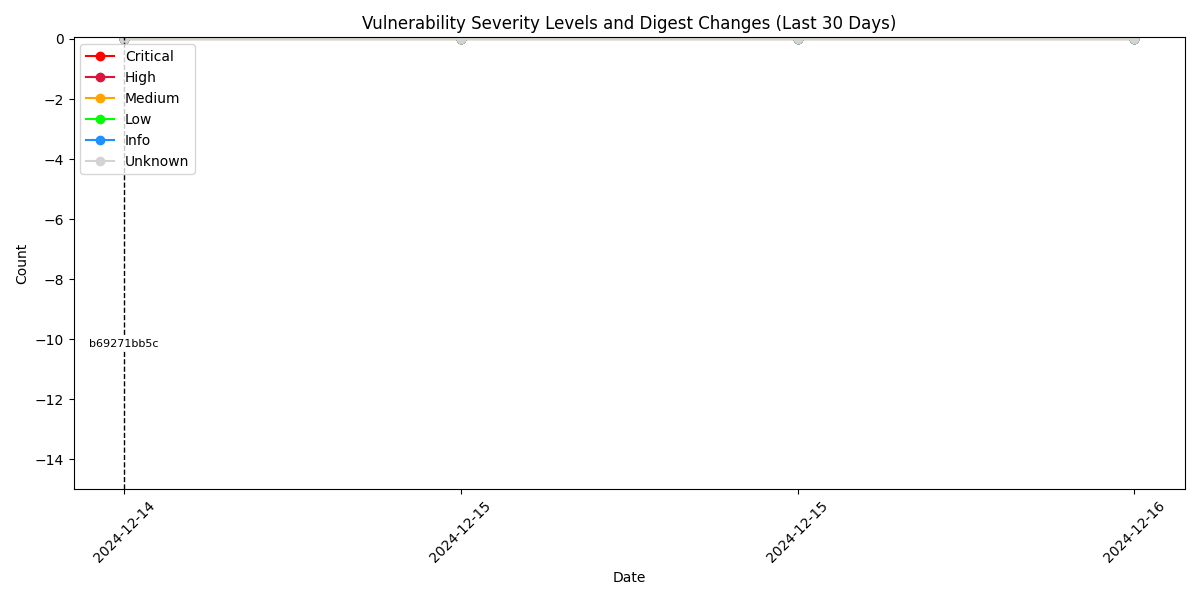 Vulnerability Severity Levels and Digest Changes (Last 30 Days)
Critical
High
Medium
Low
Info
Unknown
Count
0
−2
−4
−6
−8
−10
−12
−14
b69271bb5c
2024-12-14
2024-12-15
2024-12-15
2024-12-16
Date